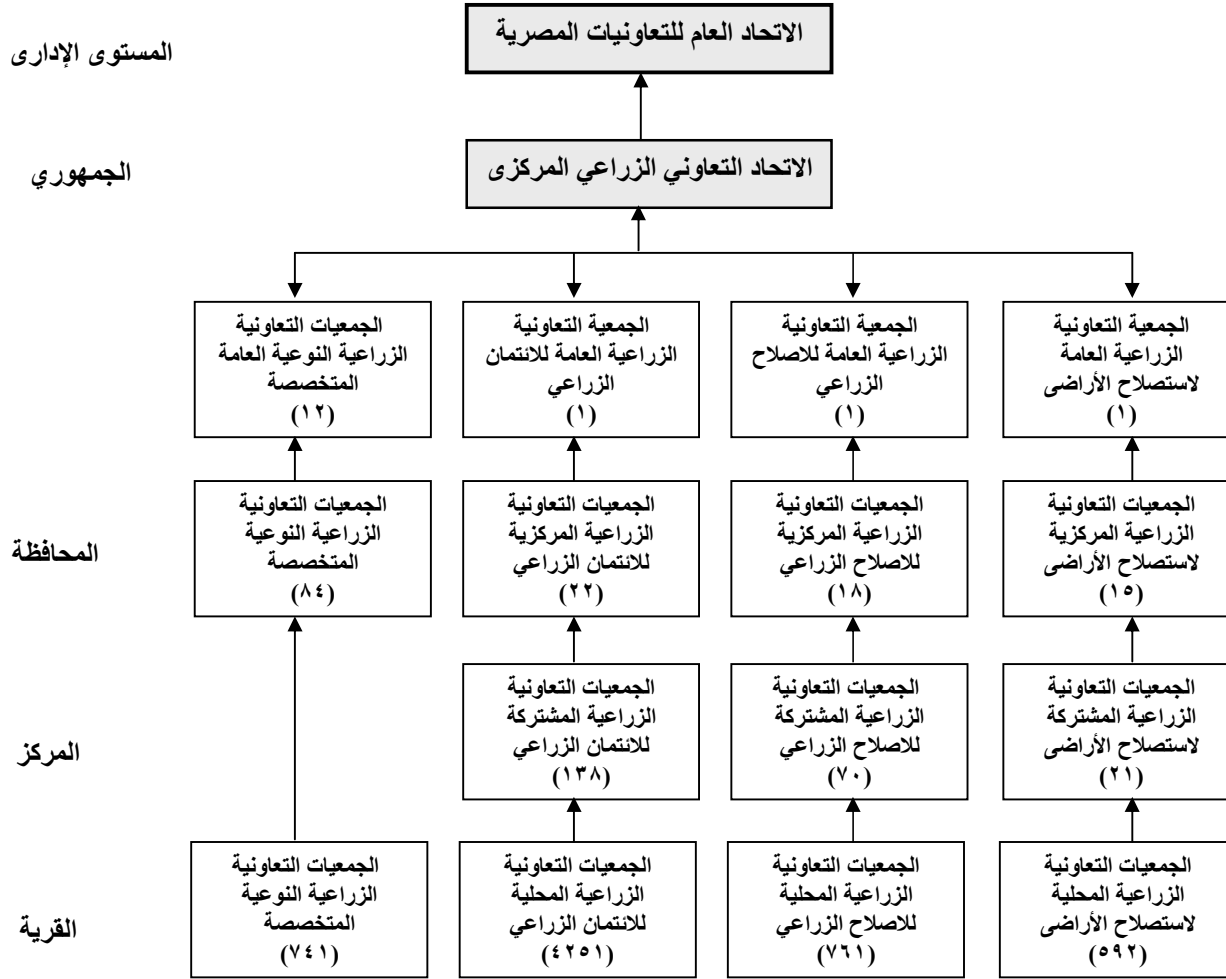 الاتحاد العام للتعاونيات المصرية
المستوى الإدارى
الاتحاد التعاوني الزراعي المركزى
الجمهوري
الجمعية التعاونية
الزراعية العامة
لاستصلاح الأراضى
(١)
الجمعية التعاونية
الزراعية العامة للاصلاح
الزراعي
(١)
الجمعية التعاونية
الزراعية العامة للائتمان
الزراعي
(١)
الجمعيات التعاونية
الزراعية النوعية العامة
المتخصصة
(١٢)
الجمعيات التعاونية
الزراعية المركزية
لاستصلاح الأراضى
(١٥)
الجمعيات التعاونية
الزراعية المركزية
للاصلاح الزراعي
(١٨)
الجمعيات التعاونية
الزراعية المركزية
للائتمان الزراعي
(٢٢)
الجمعيات التعاونية
الزراعية النوعية
المتخصصة
(٨٤)
المحافظة
الجمعيات التعاونية
الزراعية المشتركة
لاستصلاح الأراضى
(٢١)
الجمعيات التعاونية
الزراعية المشتركة
للاصلاح الزراعي
(٧٠)
الجمعيات التعاونية
الزراعية المشتركة
للائتمان الزراعي
(١٣٨)
المركز
الجمعيات التعاونية
الزراعية المحلية
لاستصلاح الأراضى
(٥٩٢)
الجمعيات التعاونية
الزراعية المحلية
للاصلاح الزراعي
(٧٦١)
الجمعيات التعاونية
الزراعية المحلية
للائتمان الزراعي
(٤٢٥١)
الجمعيات التعاونية
الزراعية النوعية
المتخصصة
(٧٤١)
القرية